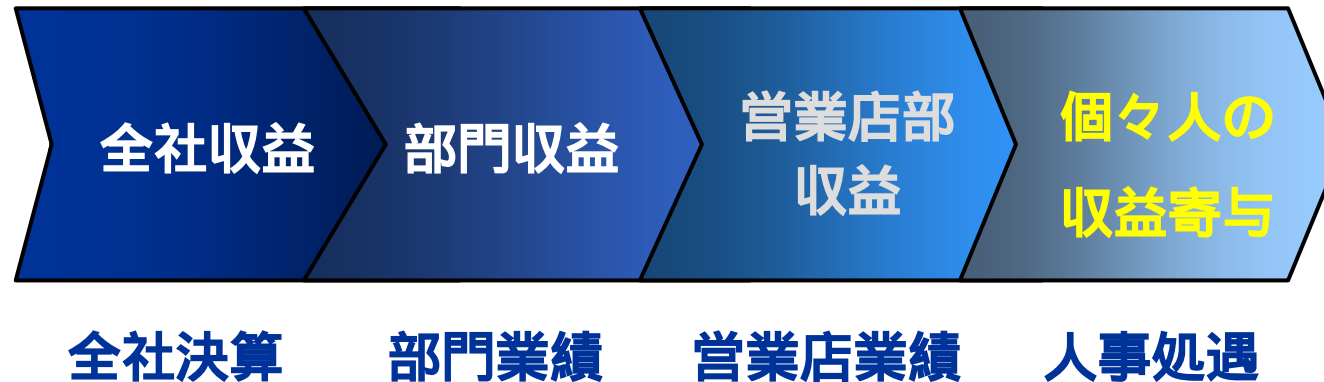 全社収益
部門収益
営業店部
収益
個々人の
収益寄与
全社決算
部門業績
営業店業績
人事処遇